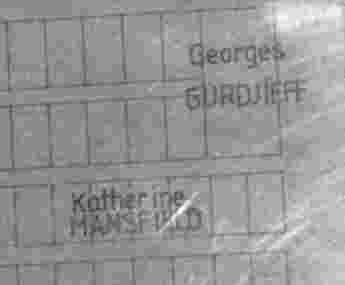 Georges
GURDJIEFF
Katherine
MANSFIELD